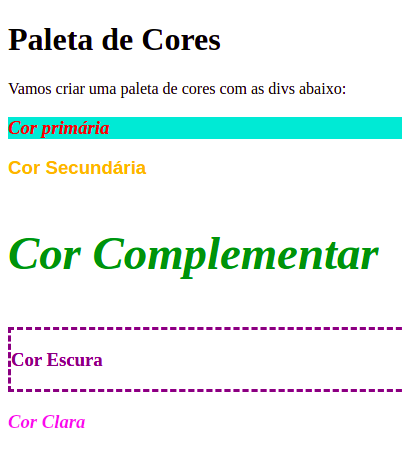 Paleta de Cores
Vamos criar uma paleta de cores com as divs abaixo:
Cor primária
Cor Secundária
Cor Complementar
Cor Escura
Cor Clara